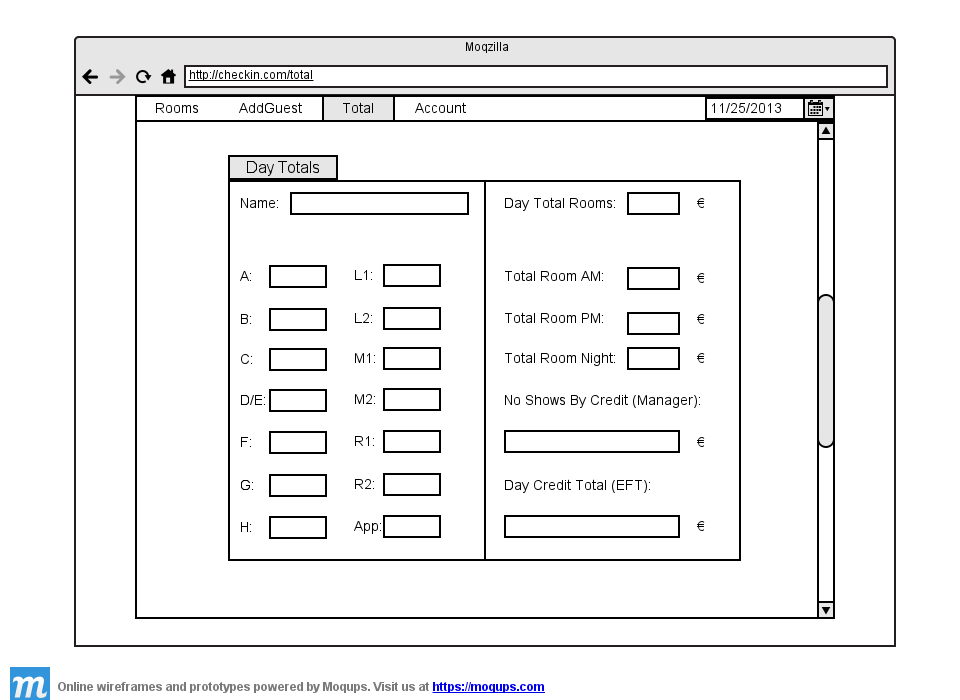 Moqzilla
http://checkin.com/total
Rooms AddGuest Total Account 11/25/2013
Day Totals
Name: Day Total Rooms: €
A: L1: Total Room AM: €
B: L2: Total Room PM: €
C: M1: Total Room Night: €
D/E: M2: No Shows By Credit (Manager):
F: R1: €
G: R2: Day Credit Total (EFT):
H: App: €
m Online wireframes and prototypes powered by Moqups. Visit us at https://moqups.com